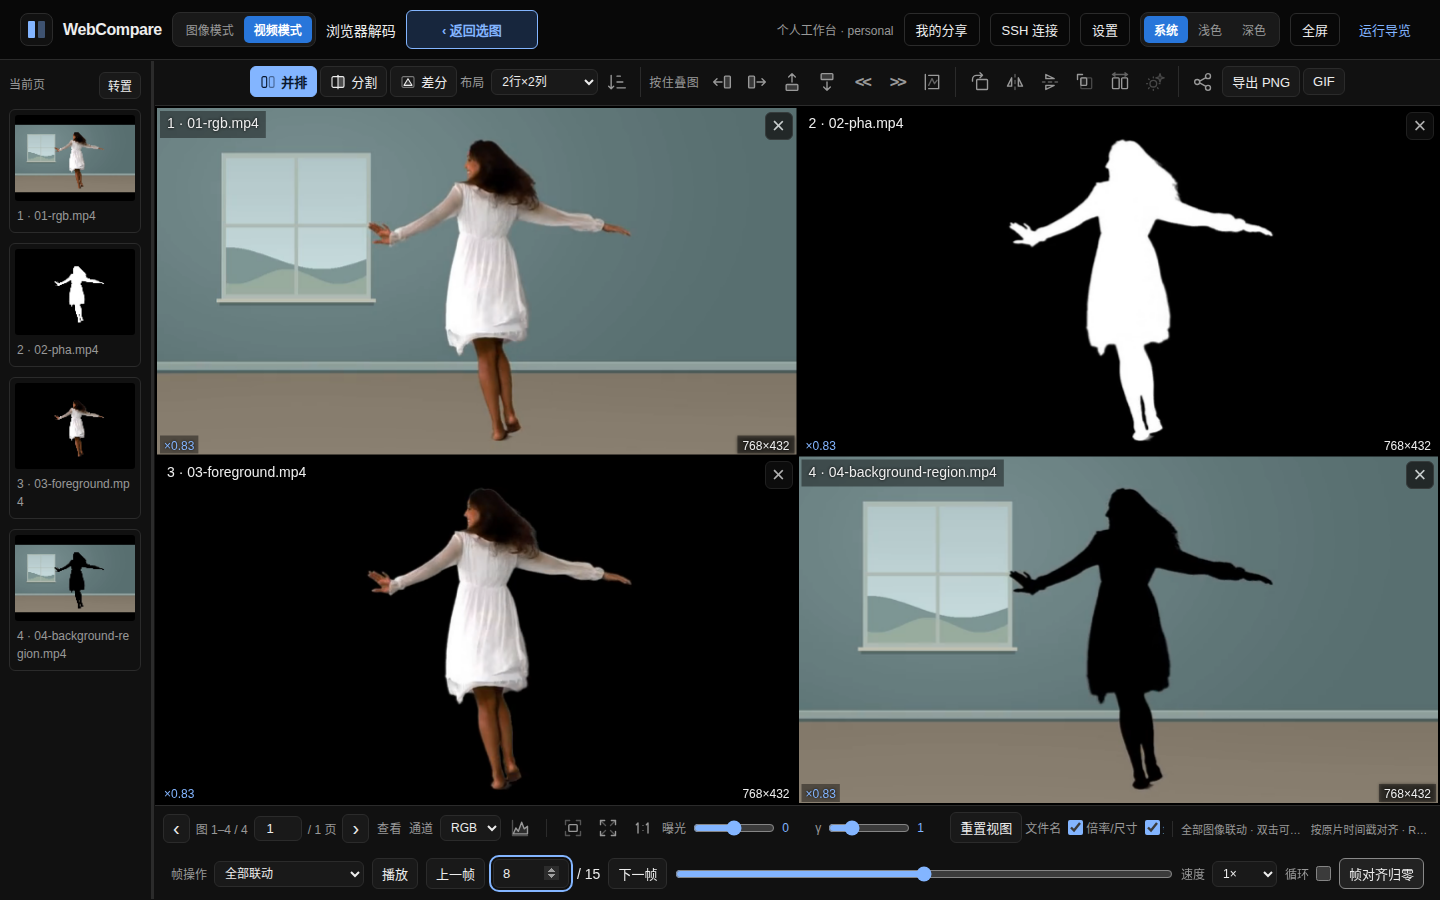 WebCompare 图像模式 视频模式 浏览器解码 ‹ 返回选图 个人工作台 · personal 我的分享 SSH 连接 设置 系统 浅色 深色 全屏 运行导览
当前页 转置
并排 分割 差分 布局 2行×2列 按住叠图 << >> 导出 PNG GIF
1 · 01-rgb.mp4
2 · 02-pha.mp4
3 · 03-foreground.mp
4
4 · 04-background-re
gion.mp4
1 · 01-rgb.mp4 ×
×0.83 768×432
2 · 02-pha.mp4 ×
×0.83 768×432
3 · 03-foreground.mp4 ×
×0.83 768×432
4 · 04-background-region.mp4 ×
×0.83 768×432
‹ 图 1–4 / 4 1 / 1 页 › 查看 通道 RGB 1:1 曝光 0 γ 1 重置视图 文件名 倍率/尺寸 全部图像联动 · 双击可… 按原片时间戳对齐 · R…
帧操作 全部联动 播放 上一帧 8 / 15 下一帧 速度 1× 循环 帧对齐归零